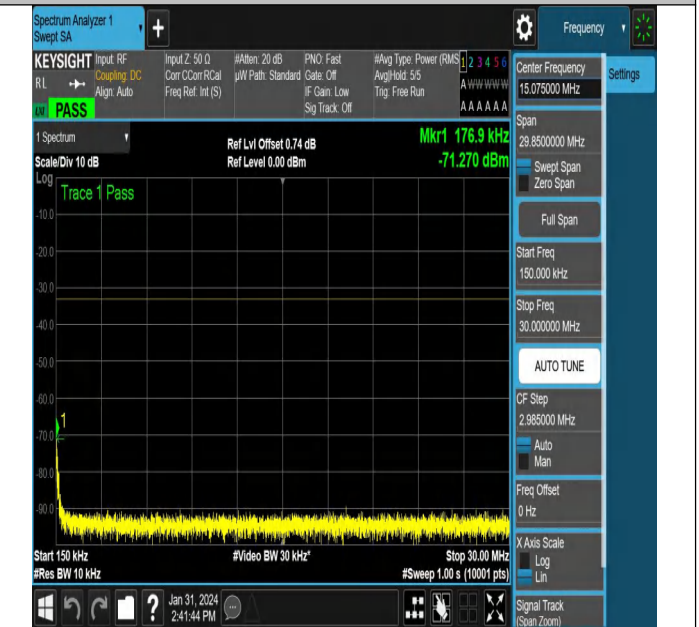 Spectrum Analyzer 1
Swept SA
Frequency
KEYSIGHT
RL
PASS
Input: RF
Coupling: DC
Align: Auto
Input Z: 50 Ω
Corr CCorr RCal
Freq Ref: Int (S)
#Atten: 20 dB
µW Path: Standard
PNO: Fast
Gate: Off
IF Gain: Low
Sig Track: Off
#Avg Type: Power (RMS
Avg|Hold: 5/5
Trig: Free Run
1 2 3 4 5 6
A W W W W W
A A A A A A
1 Spectrum
Scale/Div 10 dB
Ref Lvl Offset 0.74 dB
Ref Level 0.00 dBm
Mkr1 176.9 kHz
-71.270 dBm
Log
Trace 1 Pass
-10.0
-20.0
-30.0
-40.0
-50.0
-60.0
1
-70.0
-80.0
-90.0
Start 150 kHz
#Video BW 30 kHz*
Stop 30.00 MHz
#Res BW 10 kHz
#Sweep 1.00 s (10001 pts)
Jan 31, 2024
2:41:44 PM
Center Frequency
15.075000 MHz
Settings
Span
29.8500000 MHz
Swept Span
Zero Span
Full Span
Start Freq
150.000 kHz
Stop Freq
30.000000 MHz
AUTO TUNE
CF Step
2.985000 MHz
Auto
Man
Freq Offset
0 Hz
X Axis Scale
Log
Lin
Signal Track
(Span Zoom)